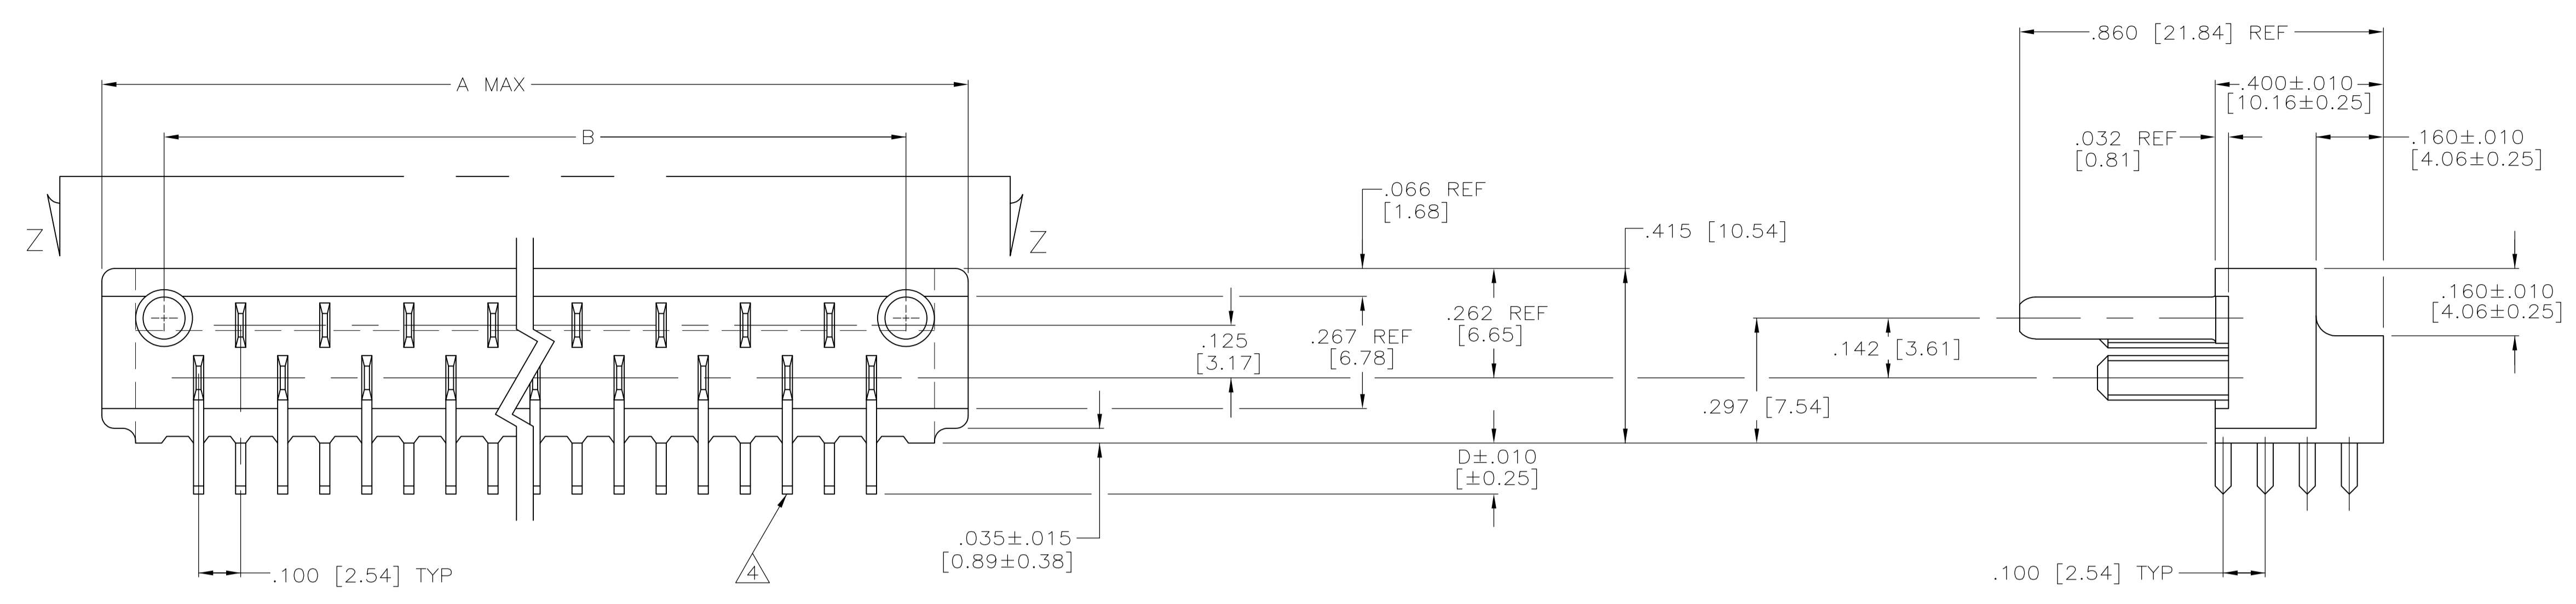 .860 [21.84] REF
A MAX
.400±.010
[10.16±0.25]
B
.032 REF
[0.81]
.160±.010
[4.06±0.25]
.066 REF
[1.68]
Z
Z
.415 [10.54]
.160±.010
[4.06±0.25]
.262 REF
[6.65]
.125
[3.17]
.267 REF
[6.78]
.142 [3.61]
.297 [7.54]
D±.010
[±0.25]
.035±.015
[0.89±0.38]
.100 [2.54] TYP
4
.100 [2.54] TYP